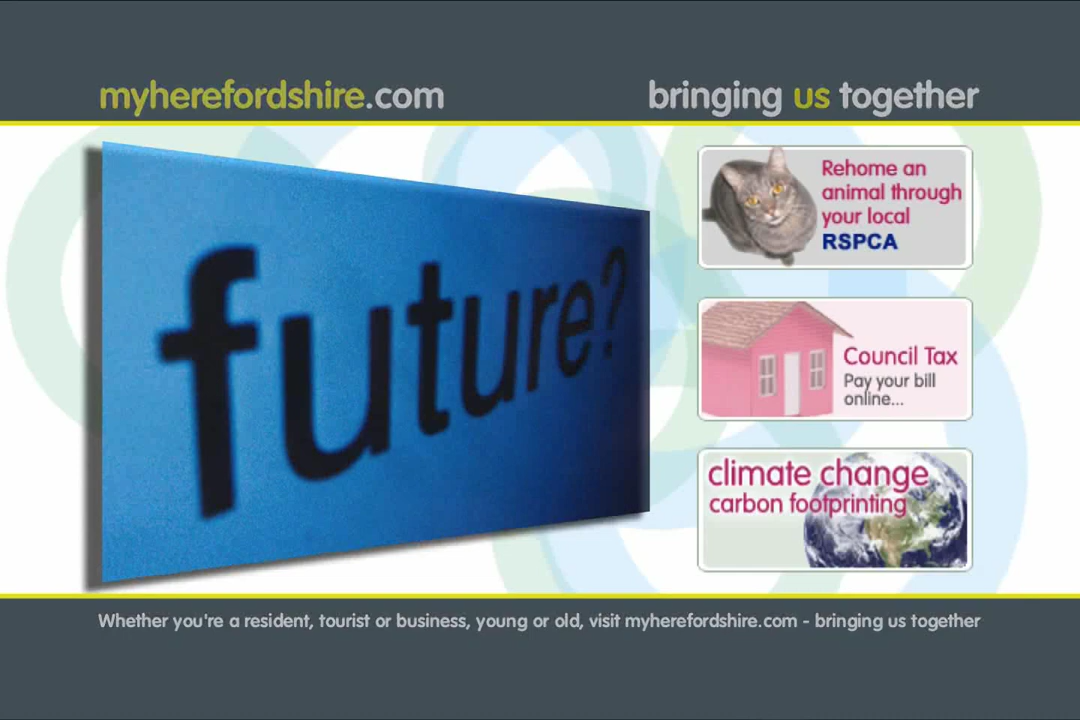 myherefordshire.com
bringing us together
future?
Rehome an
animal through
your local
RSPCA
Council Tax
Pay your bill
online...
climate change
carbon footprinting
Whether you're a resident, tourist or business, young or old, visit myherefordshire.com - bringing us together